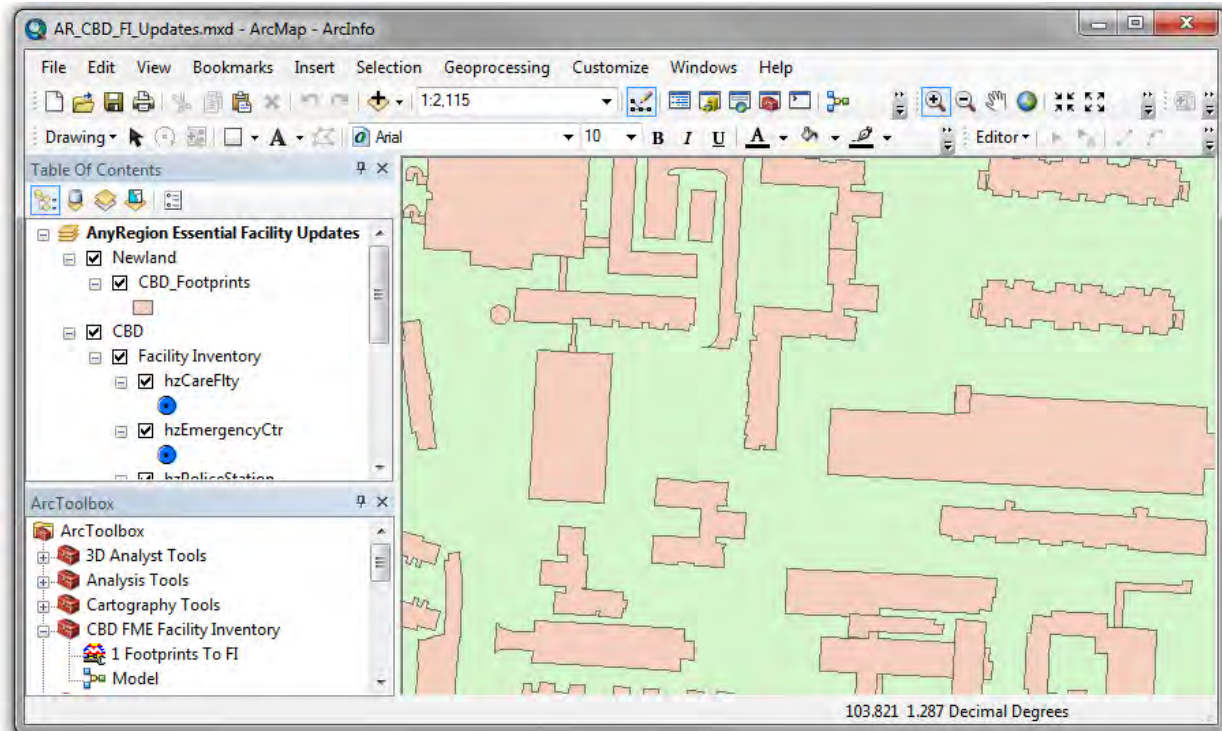 AR_CBD_FI_Updates.mxd - ArcMap - ArcInfo
File Edit View Bookmarks Insert Selection Geoprocessing Customize Windows Help
1:2,115
Drawing A Arial 10 B I U A Editor
Table Of Contents
AnyRegion Essential Facility Updates
Newland
CBD_Footprints
CBD
Facility Inventory
hzCareFlty
hzEmergencyCtr
hzPoliceStation
ArcToolbox
ArcToolbox
3D Analyst Tools
Analysis Tools
Cartography Tools
CBD FME Facility Inventory
1 Footprints To FI
Model
103.821 1.287 Decimal Degrees